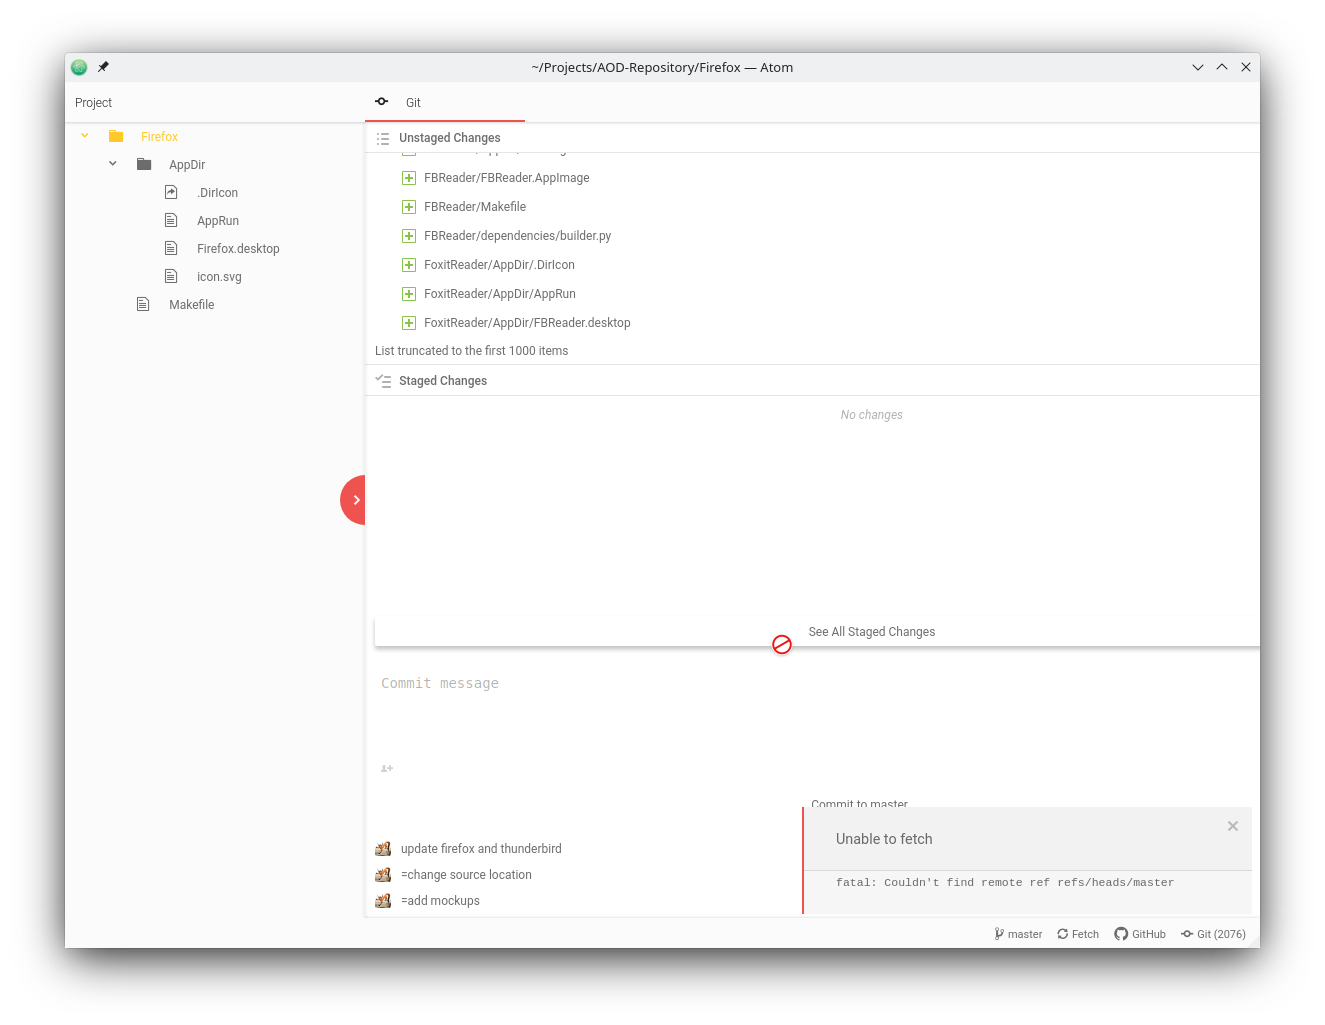 ~/Projects/AOD-Repository/Firefox — Atom
Project
Git
Firefox
AppDir
.DirIcon
AppRun
Firefox.desktop
icon.svg
Makefile
Unstaged Changes
FBReader/FBReader.AppImage
FBReader/Makefile
FBReader/dependencies/builder.py
FoxitReader/AppDir/.DirIcon
FoxitReader/AppDir/AppRun
FoxitReader/AppDir/FBReader.desktop
List truncated to the first 1000 items
Staged Changes
No changes
See All Staged Changes
Commit message
Commit to master
update firefox and thunderbird
=change source location
=add mockups
Unable to fetch
fatal: Couldn't find remote ref refs/heads/master
master Fetch GitHub Git (2076)